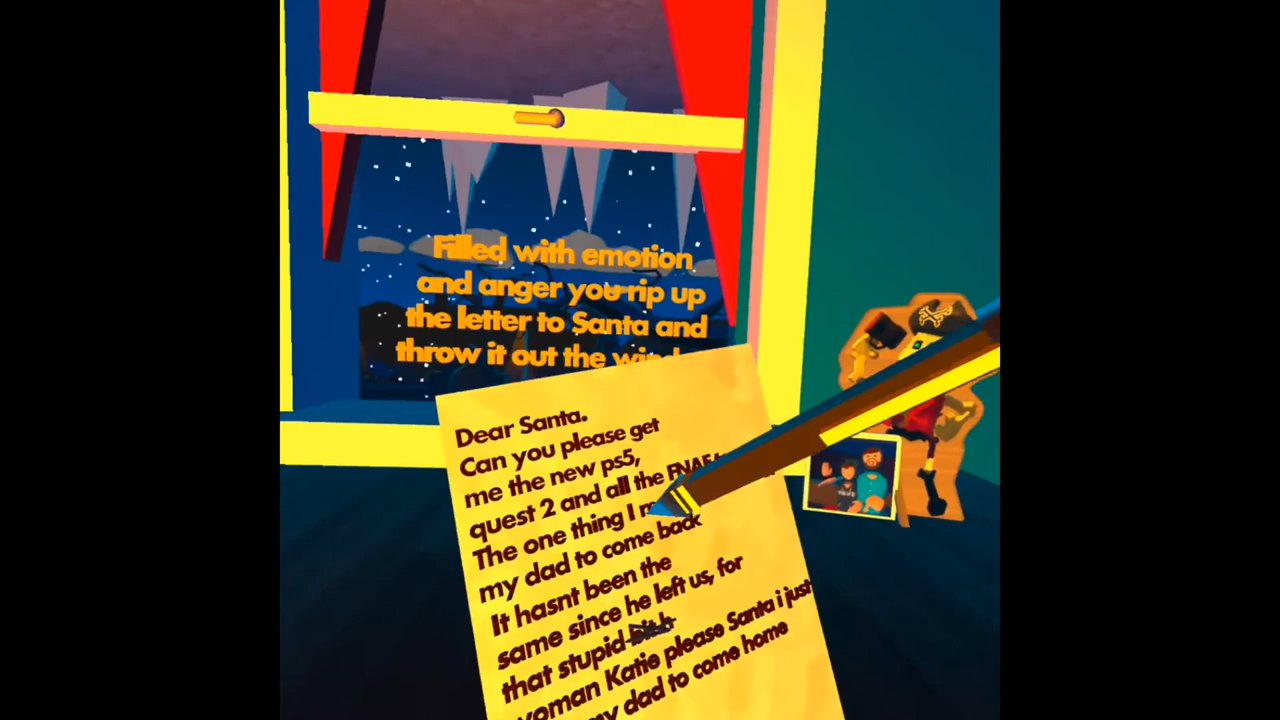 Filled with emotion
and anger you rip up
the letter to Santa and
throw it out the
Dear Santa.
Can you please get
me the new ps5,
quest 2 and all the FNAF
The one thing I
my dad to come back
It hasnt been the
same since he left us, for
that stupid bitch
woman Katie please Santa i just
my dad to come home